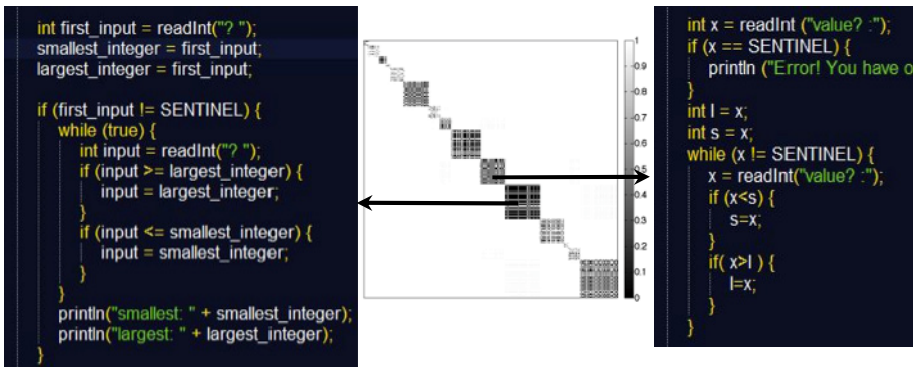 int first_input = readInt("? ");
smallest_integer = first_input;
largest_integer = first_input;
if (first_input != SENTINEL) {
while (true) {
int input = readInt("? ");
if (input >= largest_integer) {
input = largest_integer;
}
if (input <= smallest_integer) {
input = smallest_integer;
}
}
println("smallest: " + smallest_integer);
println("largest: " + largest_integer);
}
1
0.9
0.8
0.7
0.6
0.5
0.4
0.3
0.2
0.1
0
int x = readInt ("value? :");
if (x == SENTINEL) {
println ("Error! You have o
}
int l = x;
int s = x;
while (x != SENTINEL) {
x = readInt("value? :");
if (x<s) {
s=x;
}
if( x>l ) {
l=x;
}
}